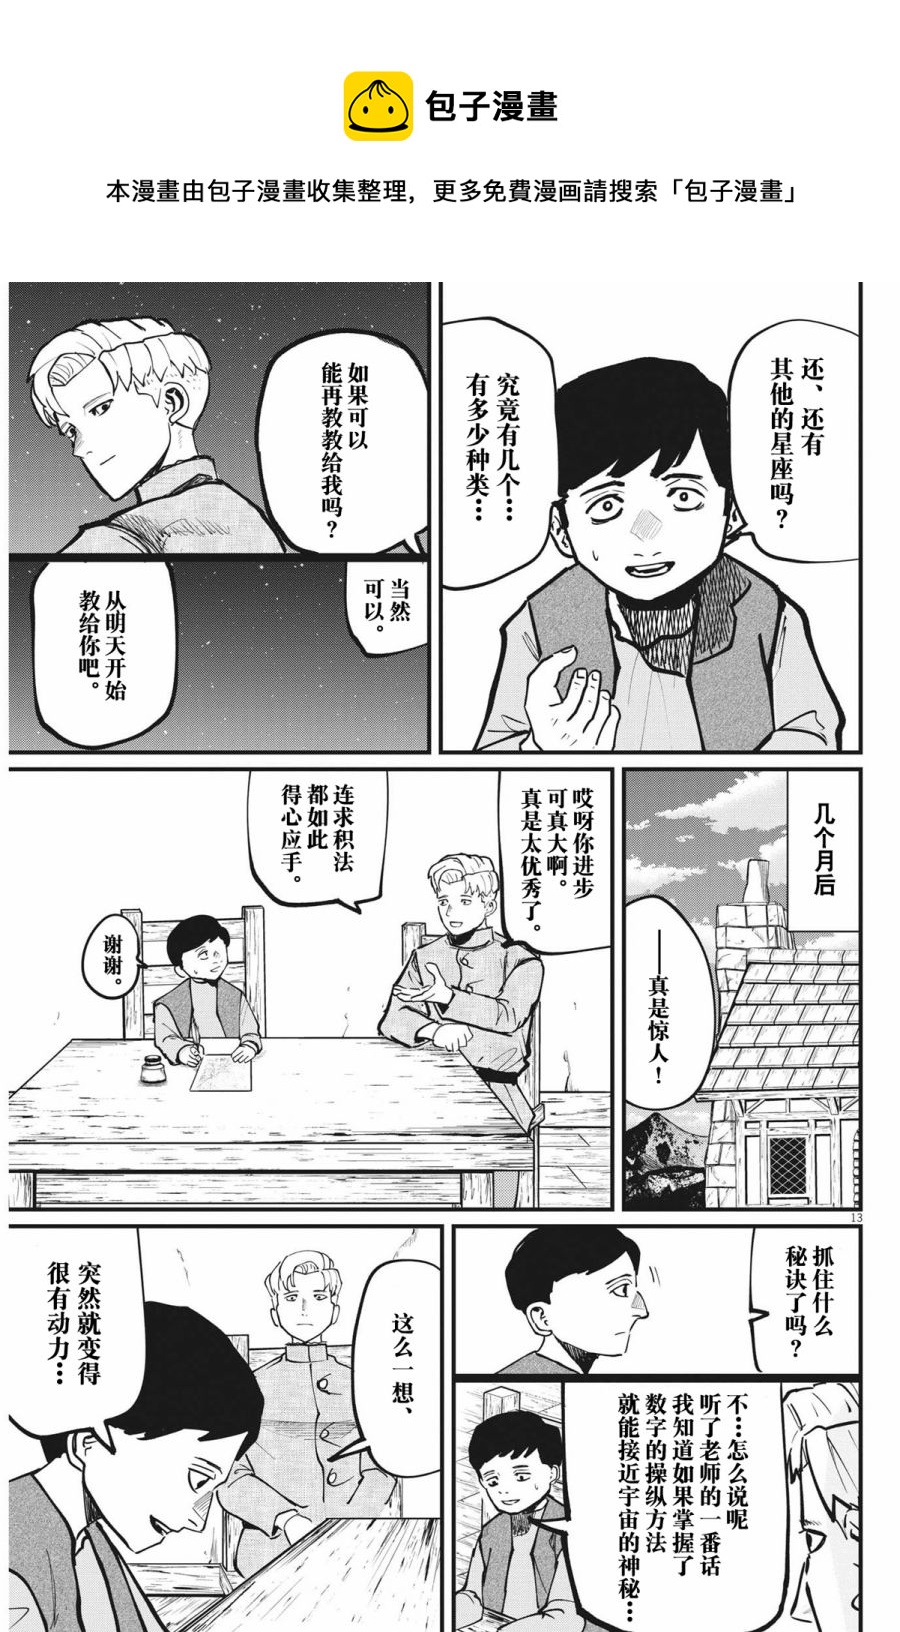 包子漫畫
本漫畫由包子漫畫收集整理，更多免費漫画請搜索「包子漫畫」
还、还有
其他的星座吗？
究竟有几个…
有多少种类…
如果可以
能再教教给我吗？
当然
可以。
从明天开始
教给你吧。
几个月后
——真是惊人！
哎呀你进步
可真大啊。
真是太优秀了。
连求积法
都如此
得心应手。
谢谢。
13
抓住什么
秘诀了吗？
不…怎么说呢
听了老师的一番话
我知道如果掌握了
数字的操纵方法
就能接近宇宙的神秘…
这么一想、
突然就变得
很有动力…